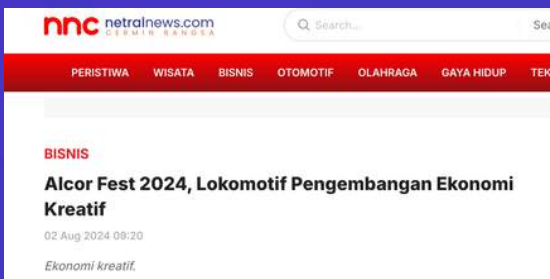 nnc netralnews.com
CERMIN BANGSA
Search...
Sea
PERISTIWA WISATA BISNIS OTOMOTIF OLAHRAGA GAYA HIDUP TEK
BISNIS
Alcor Fest 2024, Lokomotif Pengembangan Ekonomi
Kreatif
02 Aug 2024 09:20
Ekonomi kreatif.